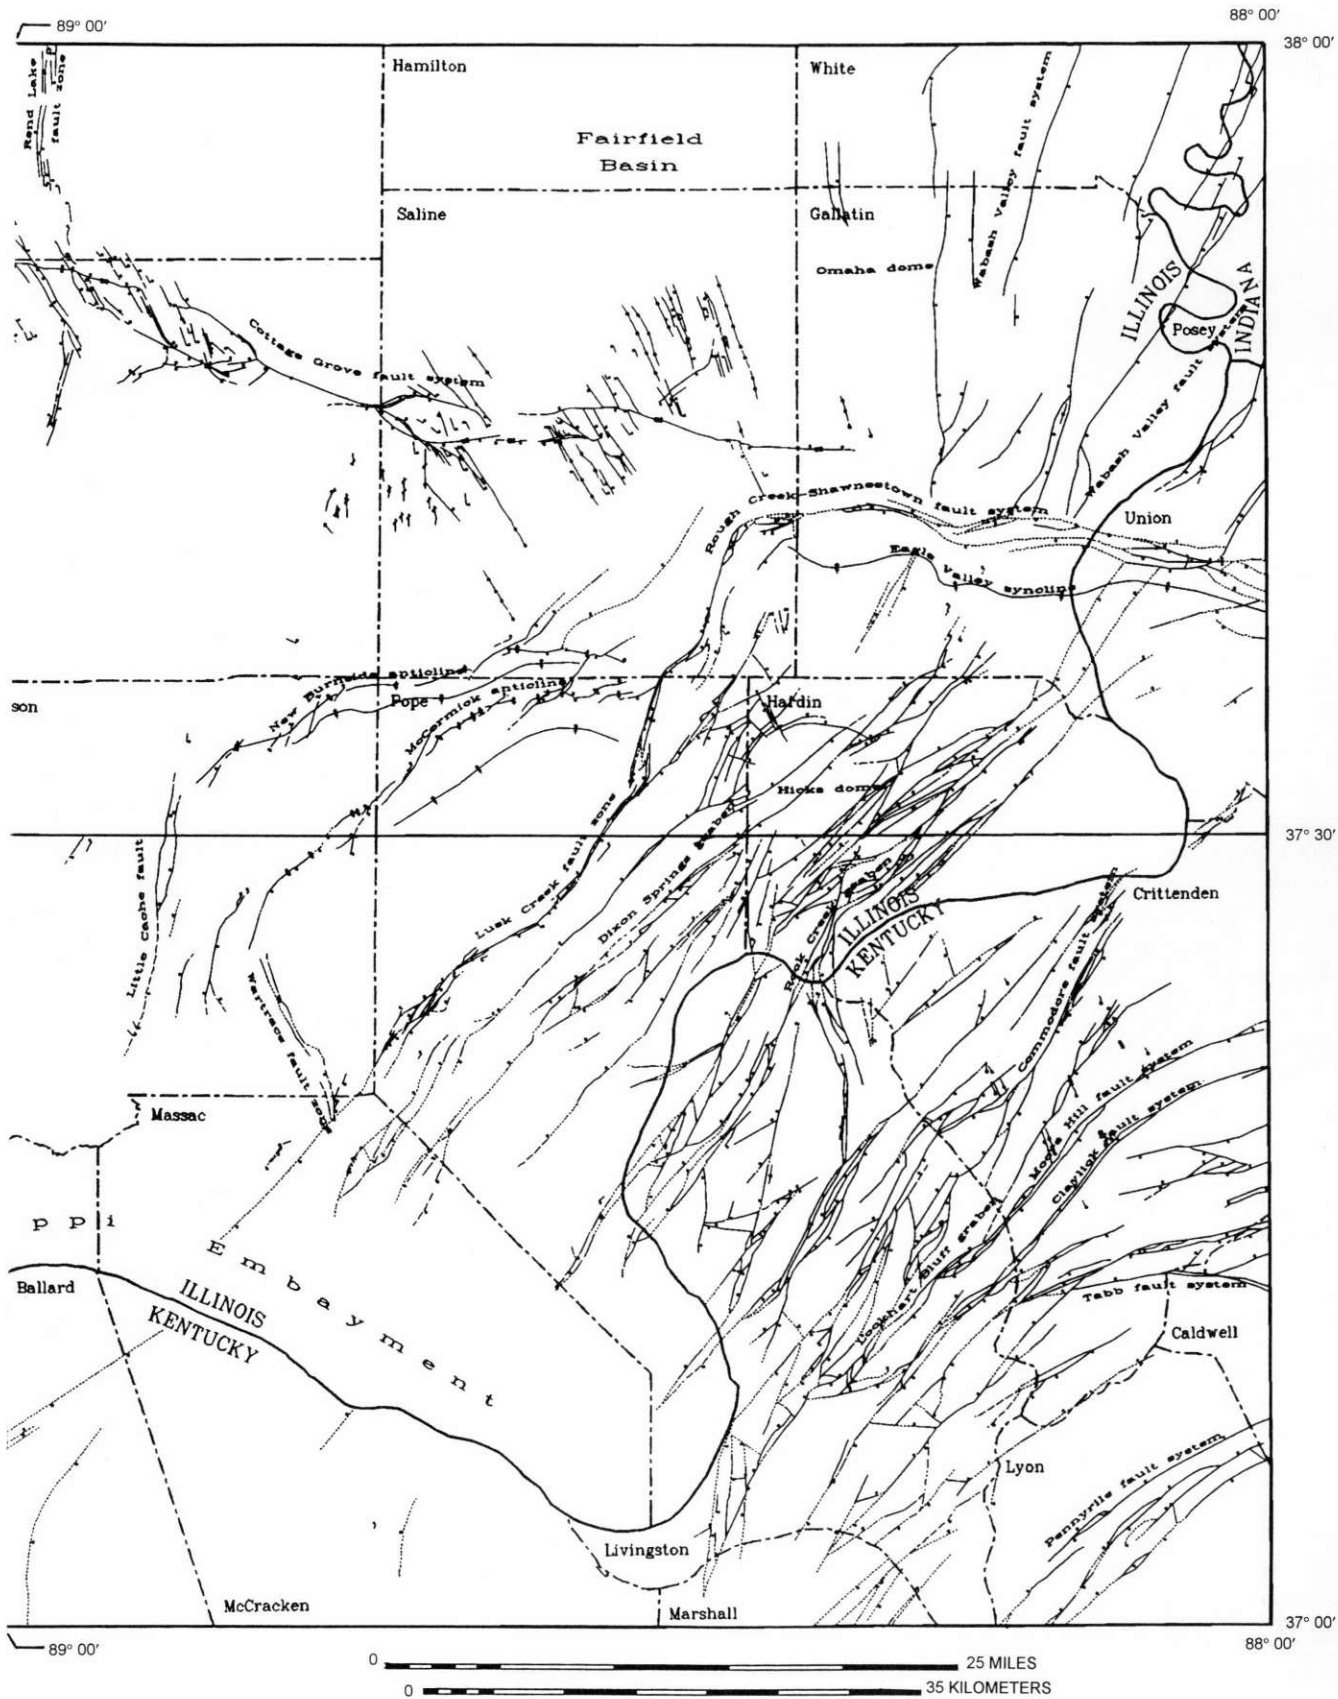 89° 00'
88° 00'
38° 00'
Rend Lake
fault zone
Hamilton
White
Fairfield
Basin
Wabash Valley fault system
Saline
Gallatin
Omaha dome
ILLINOIS
INDIANA
Posey
Cottage Grove fault system
Wabash Valley fault system
Rough Creek-Shawneetown fault system
Union
Eagle Valley syncline
New Burnside anticline
son
Pope
McCormick anticline
Hardin
Hicks dome
37° 30'
Little Cache fault
Lusk Creek fault zone
Dixon Springs graben
Rock Creek graben
ILLINOIS
KENTUCKY
Crittenden
Wartrace fault zone
Commodore fault system
Massac
Moore Hill fault system
Claylick fault system
p p i
Embayment
Lockhart Bluff graben
Ballard
ILLINOIS
KENTUCKY
Tabb fault system
Caldwell
Lyon
Pennyrile fault system
Livingston
McCracken
Marshall
37° 00'
89° 00'
88° 00'
0
25 MILES
0
35 KILOMETERS